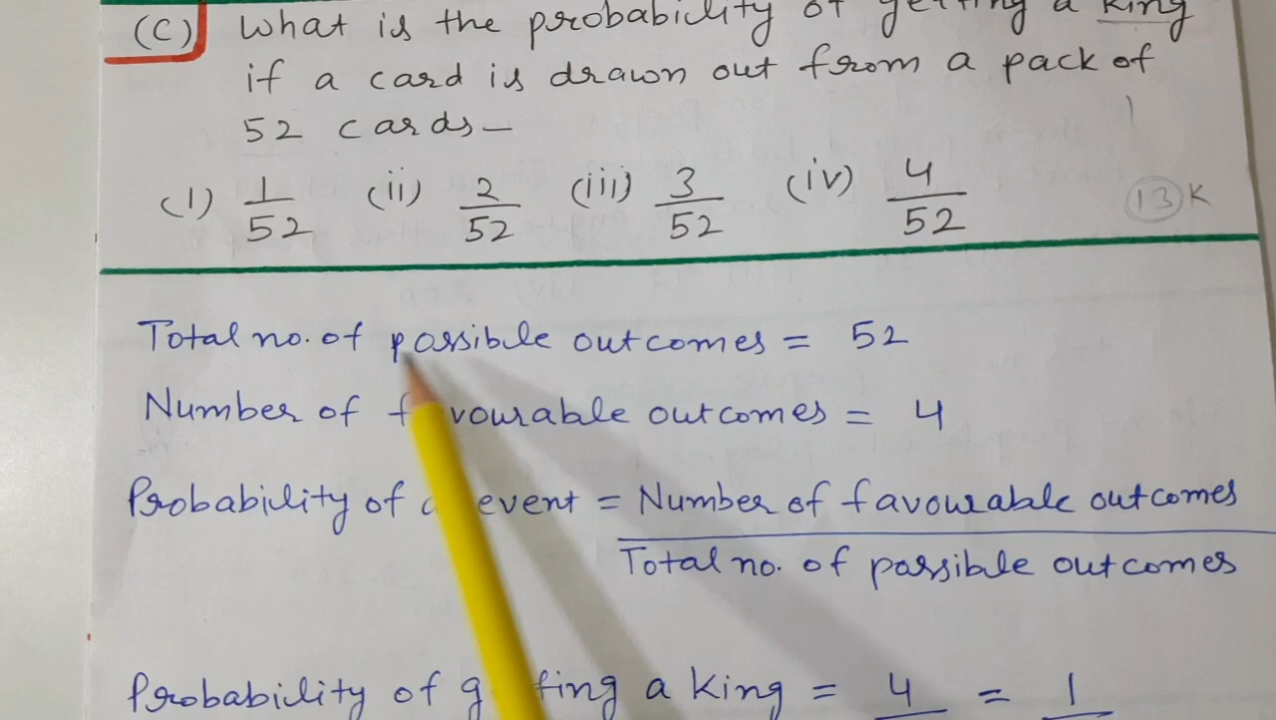 (C) What is the probability of getting a king
if a card is drawn out from a pack of
52 cards -
(i) 1/52 (ii) 2/52 (iii) 3/52 (iv) 4/52
13 K
Total no. of possible outcomes = 52
Number of favourable outcomes = 4
Probability of event = Number of favourable outcomes
Total no. of possible outcomes
Probability of getting a king = 4 = 1